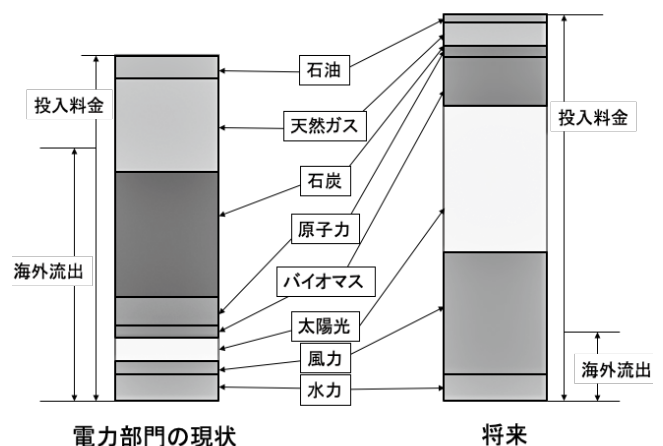 石油
投入料金
天然ガス
投入料金
石炭
原子力
海外流出
バイオマス
太陽光
風力
海外流出
水力
電力部門の現状
将来